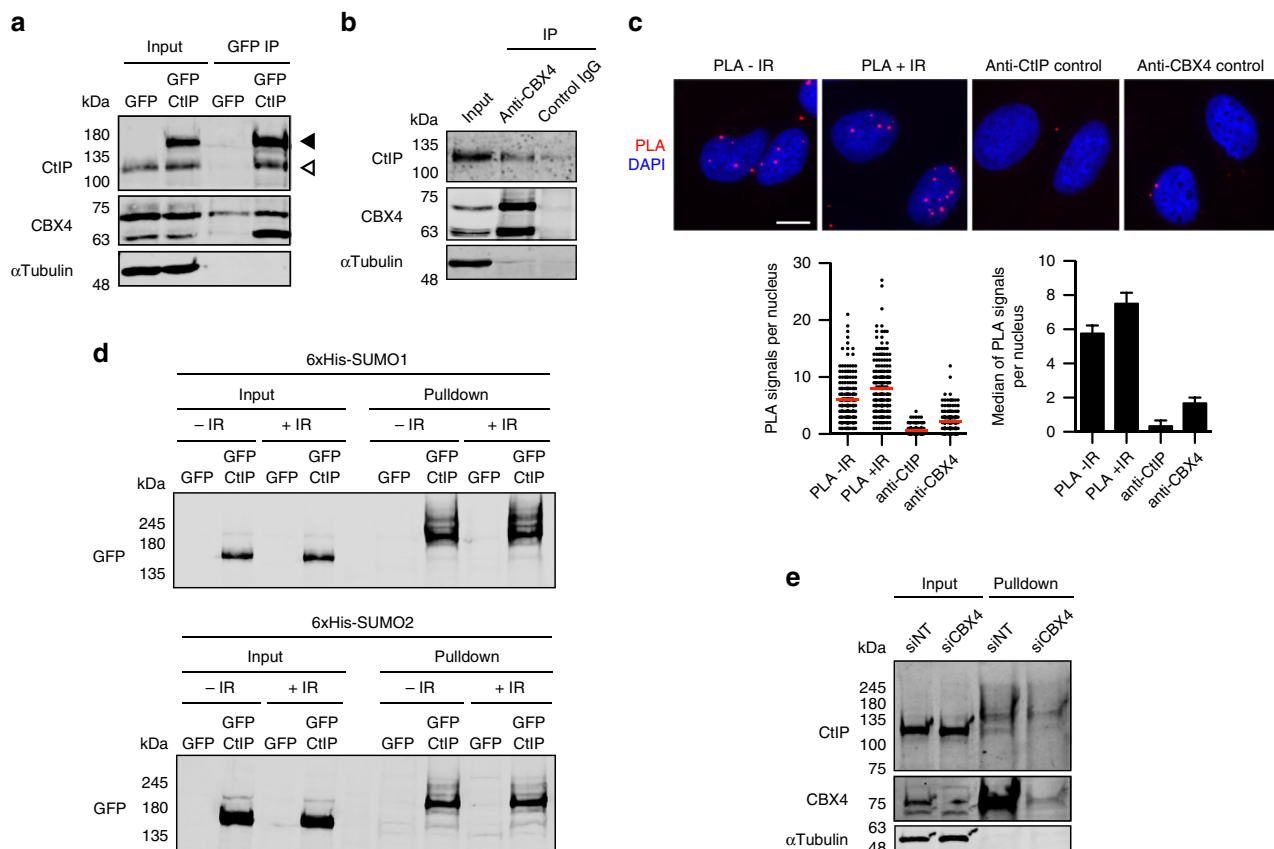 a
Input GFP IP
kDa GFP GFP CtIP GFP GFP CtIP
180
135
100
CtIP
75
63
CBX4
αTubulin
48
b
IP
kDa Input Anti-CBX4 Control IgG
135
100
CtIP
75
63
CBX4
αTubulin
48
c
PLA - IR PLA + IR Anti-CtIP control Anti-CBX4 control
PLA
DAPI
PLA signals per nucleus
30
20
10
0
PLA -IR PLA +IR anti-CtIP anti-CBX4
Median of PLA signals
per nucleus
10
8
6
4
2
0
PLA -IR PLA +IR anti-CtIP anti-CBX4
d
6xHis-SUMO1
Input Pulldown
– IR + IR – IR + IR
kDa GFP GFP CtIP GFP GFP CtIP GFP GFP CtIP GFP GFP CtIP
245
180
135
GFP
6xHis-SUMO2
Input Pulldown
– IR + IR – IR + IR
kDa GFP GFP CtIP GFP GFP CtIP GFP GFP CtIP GFP GFP CtIP
245
180
135
GFP
e
Input Pulldown
kDa siNT siCBX4 siNT siCBX4
245
180
135
100
75
CtIP
CBX4
75
63
αTubulin
48